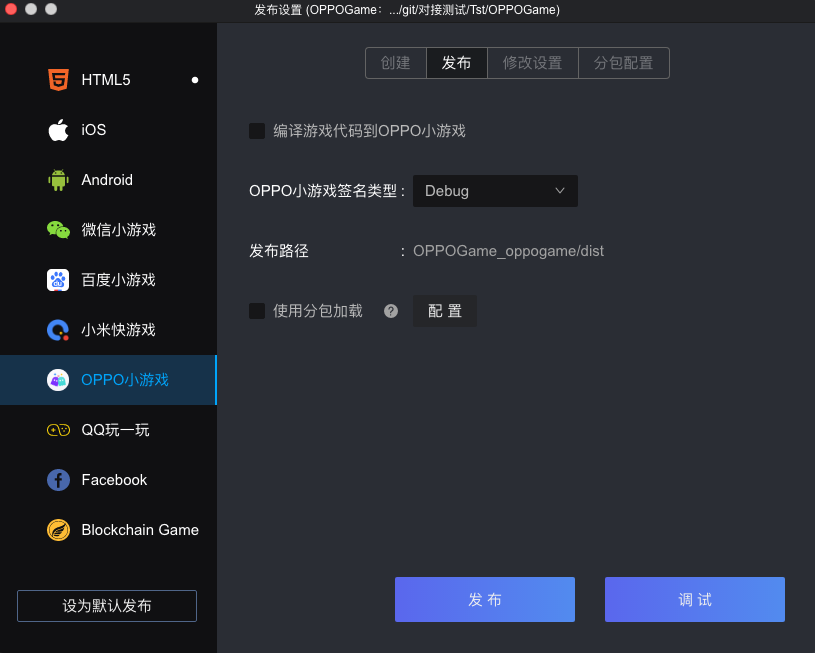 发布设置 (OPPOGame：.../git/对接测试/Tst/OPPOGame)
HTML5
iOS
Android
微信小游戏
百度小游戏
小米快游戏
OPPO小游戏
QQ玩一玩
Facebook
Blockchain Game
设为默认发布
创建 发布 修改设置 分包配置
编译游戏代码到OPPO小游戏
OPPO小游戏签名类型 : Debug
发布路径 : OPPOGame_oppogame/dist
使用分包加载 ? 配 置
发 布 调 试